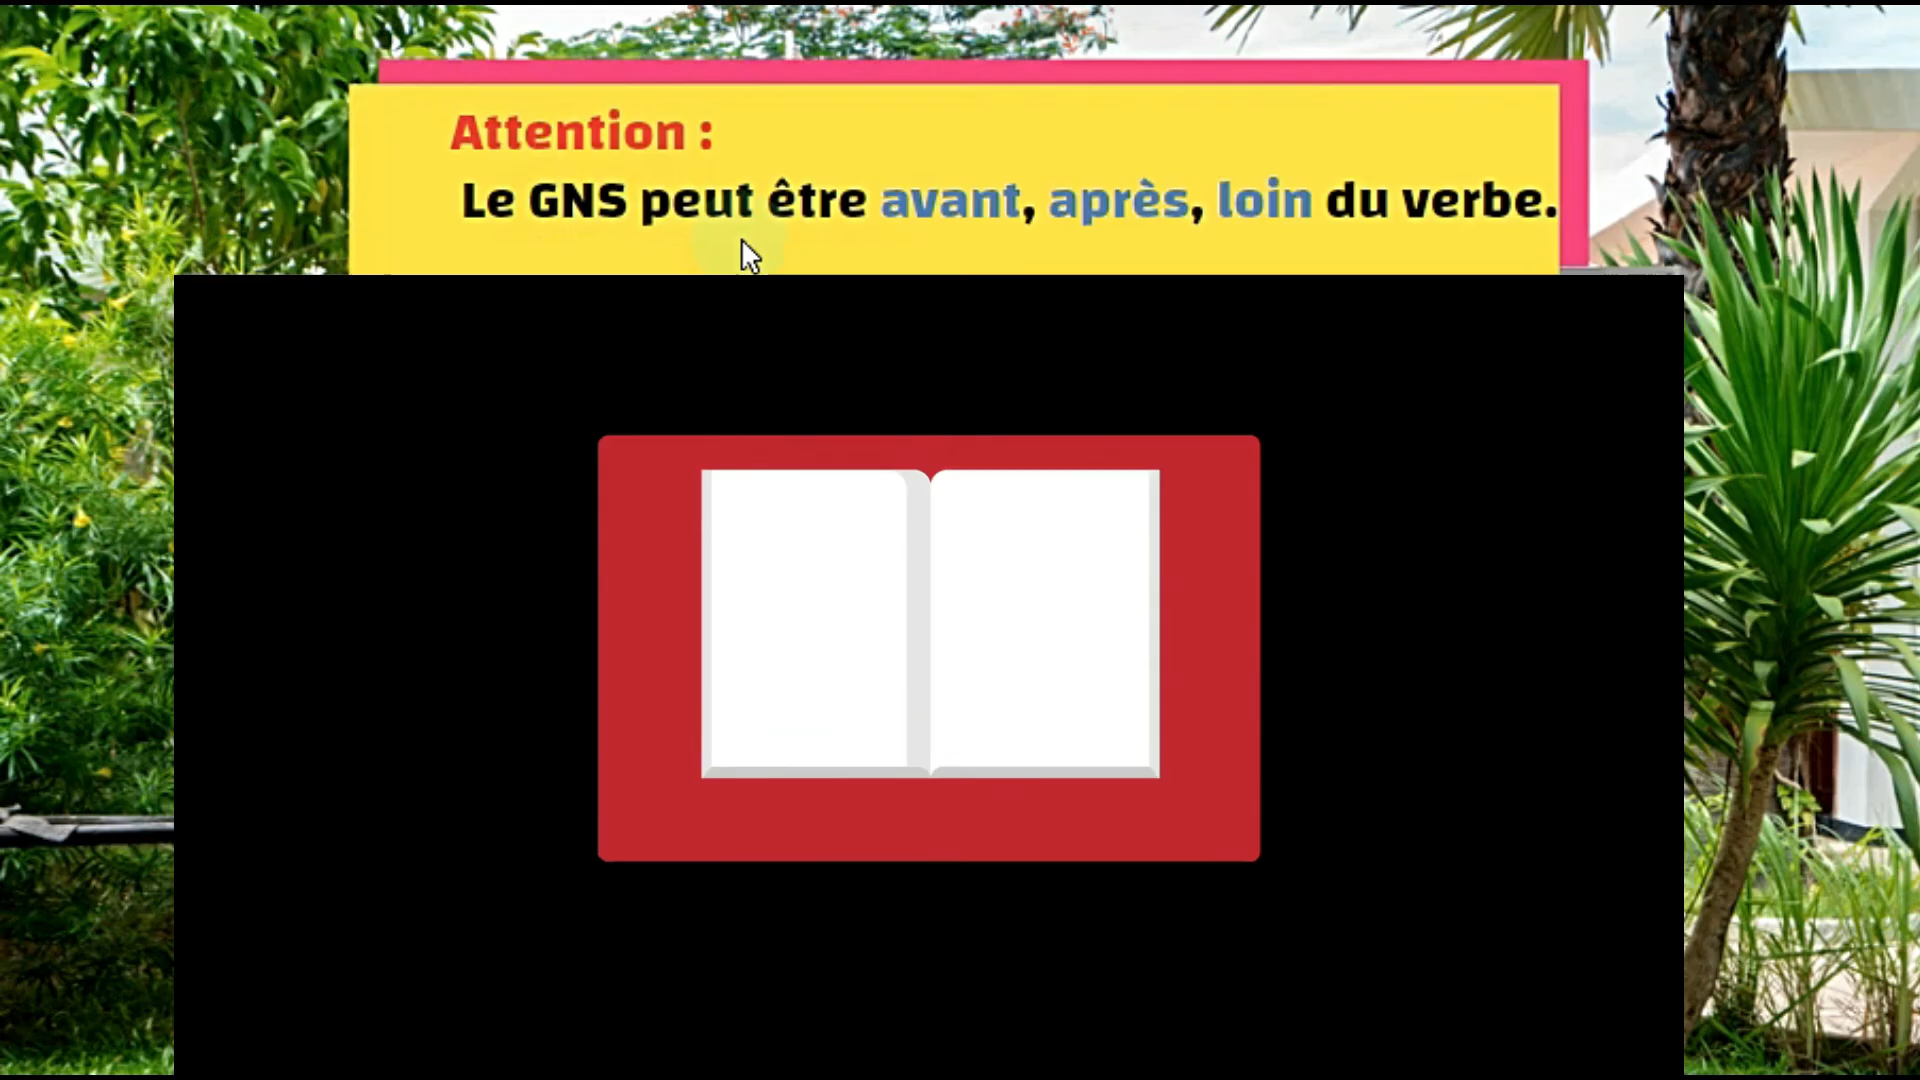 Attention :
Le GNS peut être avant, après, loin du verbe.